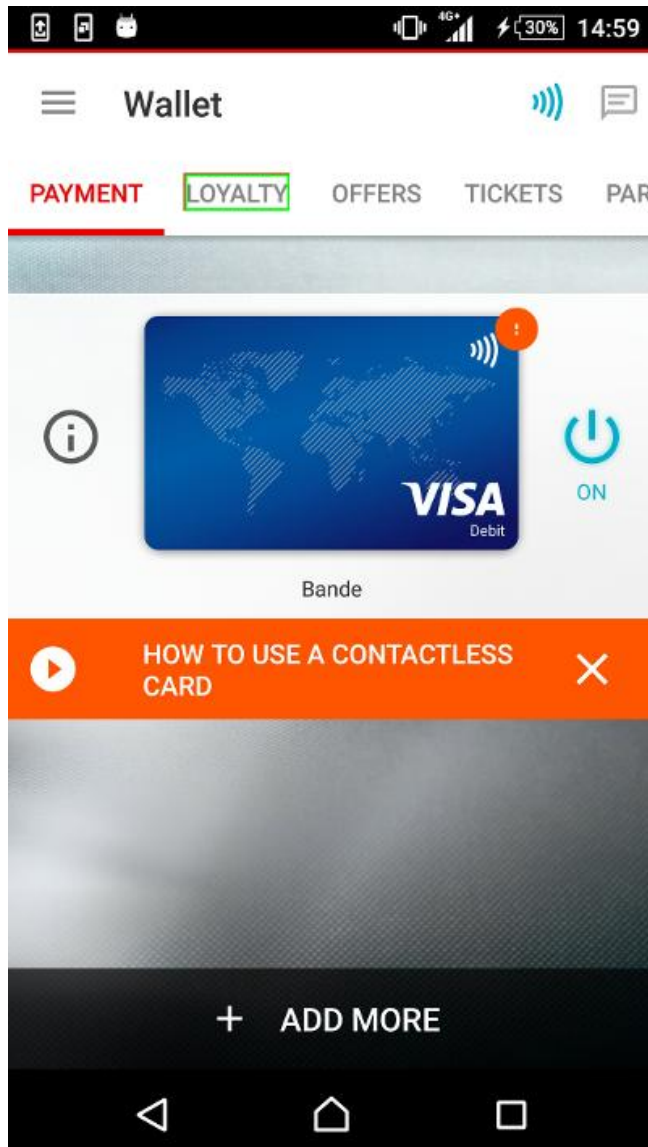 4G+ 30% 14:59
Wallet
PAYMENT LOYALTY OFFERS TICKETS PAR
VISA
Debit
ON
Bande
HOW TO USE A CONTACTLESS
CARD
+ ADD MORE